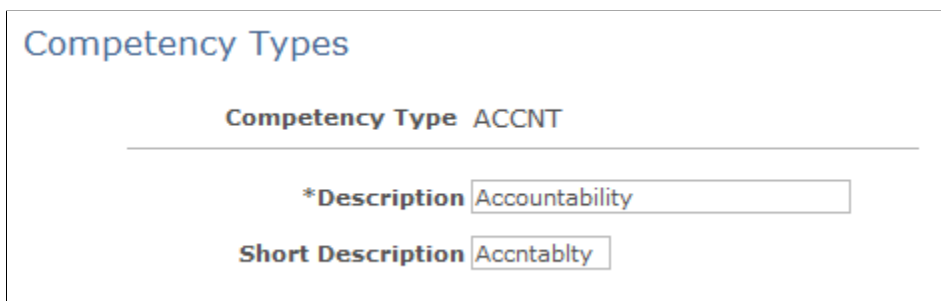 Competency Types
Competency Type ACCNT
*Description Accountability
Short Description Accntablty